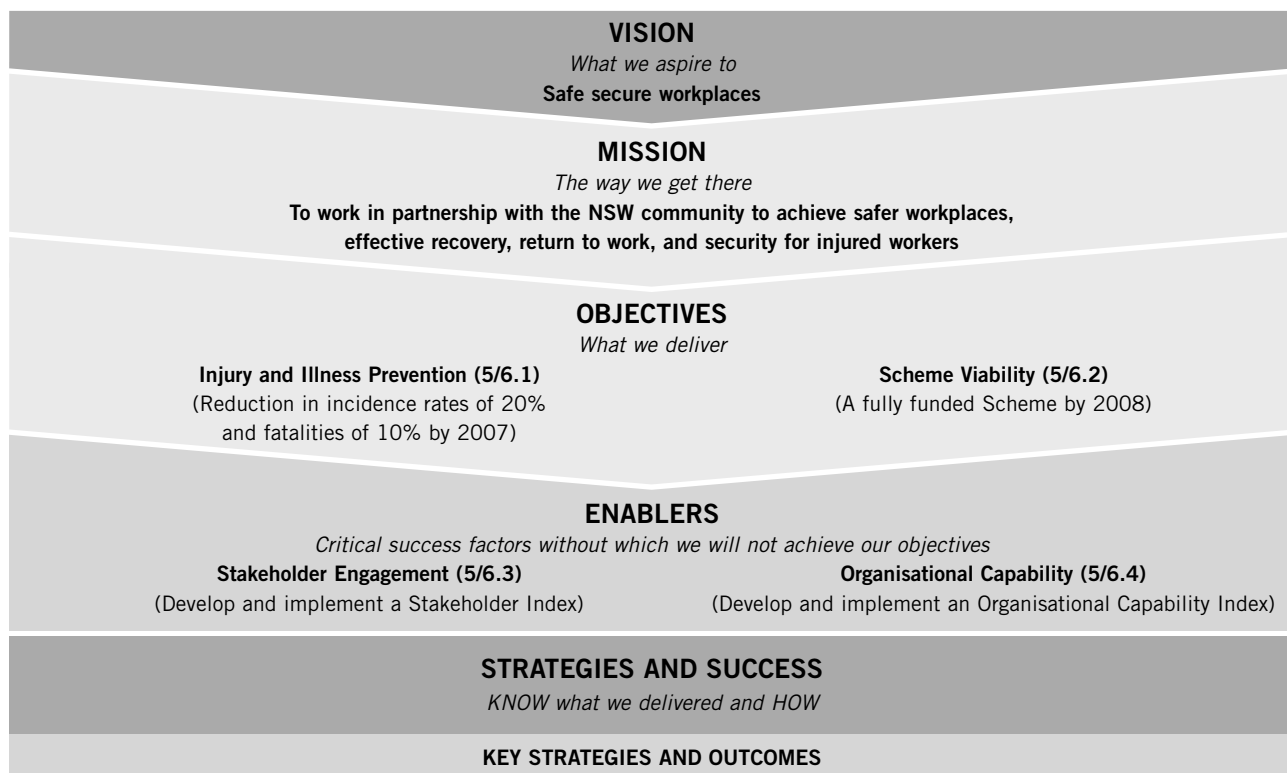 VISION
What we aspire to
Safe secure workplaces
MISSION
The way we get there
To work in partnership with the NSW community to achieve safer workplaces,
effective recovery, return to work, and security for injured workers
OBJECTIVES
What we deliver
Injury and Illness Prevention (5/6.1)
(Reduction in incidence rates of 20%
and fatalities of 10% by 2007)
Scheme Viability (5/6.2)
(A fully funded Scheme by 2008)
ENABLERS
Critical success factors without which we will not achieve our objectives
Stakeholder Engagement (5/6.3)
(Develop and implement a Stakeholder Index)
Organisational Capability (5/6.4)
(Develop and implement an Organisational Capability Index)
STRATEGIES AND SUCCESS
KNOW what we delivered and HOW
KEY STRATEGIES AND OUTCOMES